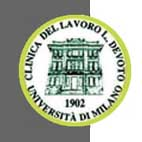 CLINICA DEL LAVORO L. DEVOTO
1902
UNIVERSITÀ DI MILANO